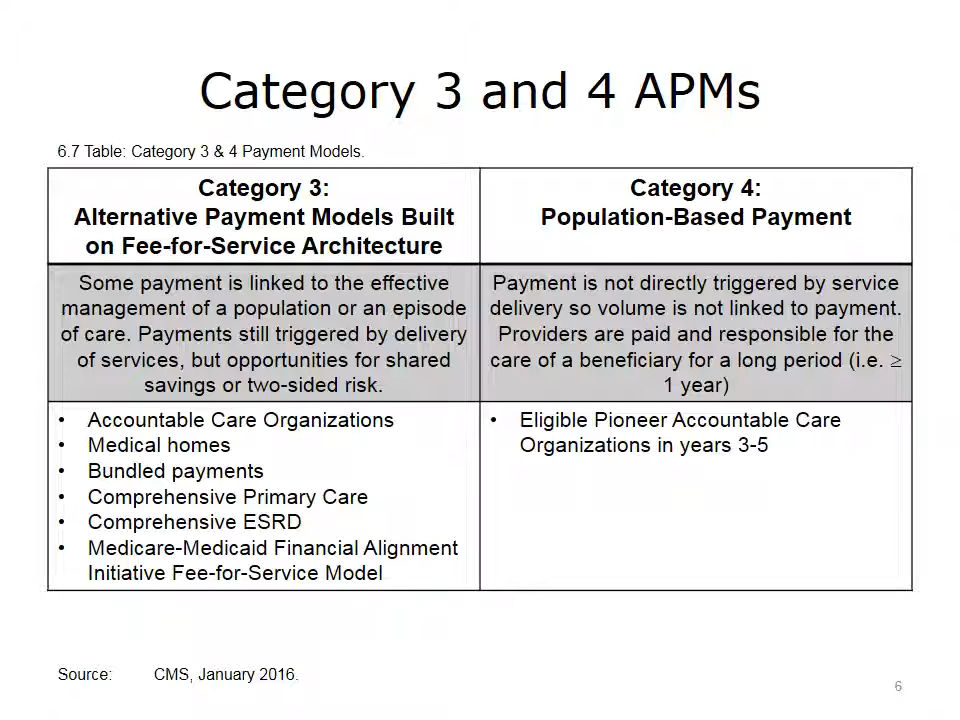 Category 3 and 4 APMs
6.7 Table: Category 3 & 4 Payment Models.
Category 3:
Alternative Payment Models Built
on Fee-for-Service Architecture
Category 4:
Population-Based Payment
Some payment is linked to the effective
management of a population or an episode
of care. Payments still triggered by delivery
of services, but opportunities for shared
savings or two-sided risk.
Payment is not directly triggered by service
delivery so volume is not linked to payment.
Providers are paid and responsible for the
care of a beneficiary for a long period (i.e. ≥
1 year)
• Accountable Care Organizations
• Medical homes
• Bundled payments
• Comprehensive Primary Care
• Comprehensive ESRD
• Medicare-Medicaid Financial Alignment
Initiative Fee-for-Service Model
• Eligible Pioneer Accountable Care
Organizations in years 3-5
Source: CMS, January 2016.
6